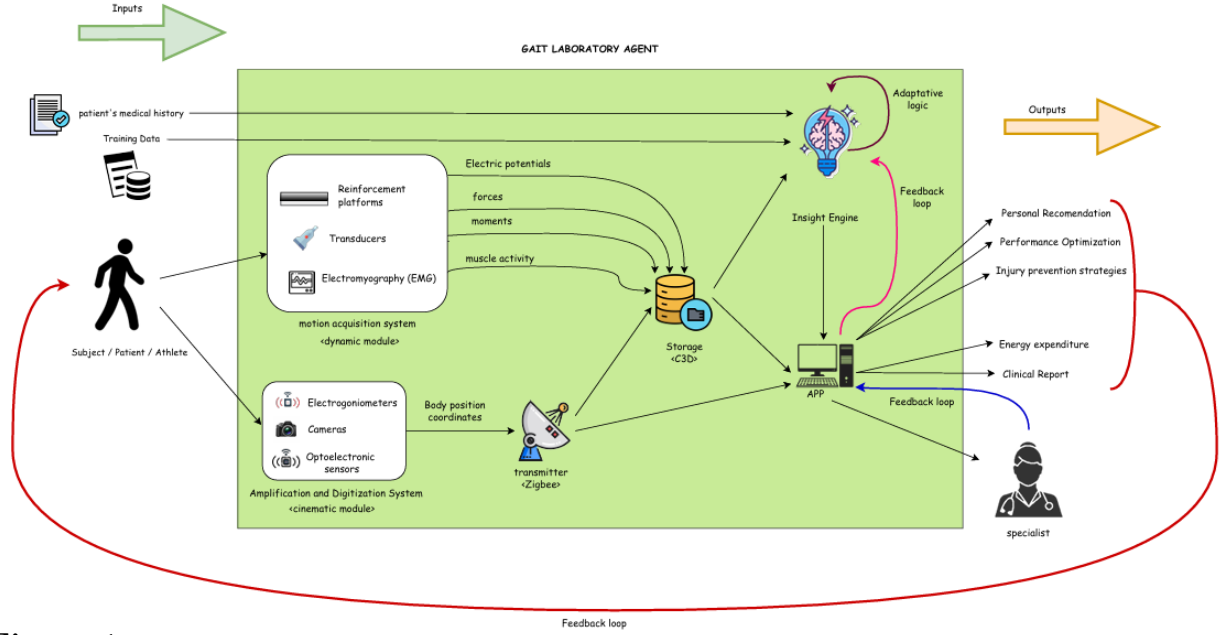 Inputs
GAIT LABORATORY AGENT
patient's medical history
Training Data
Adaptative
logic
Outputs
Electric potentials
Reinforcement
platforms
forces
moments
Transducers
muscle activity
Electromyography (EMG)
motion acquisition system
<dynamic module>
Feedback
loop
Insight Engine
Personal Recomendation
Performance Optimization
Injury prevention strategies
Subject / Patient / Athlete
Storage
<C3D>
Energy expenditure
Clinical Report
APP
Feedback loop
Electrogoniometers
Cameras
Optoelectronic
sensors
Body position
coordinates
transmitter
<Zigbee>
Amplification and Digitization System
<cinematic module>
specialist
Feedback loop